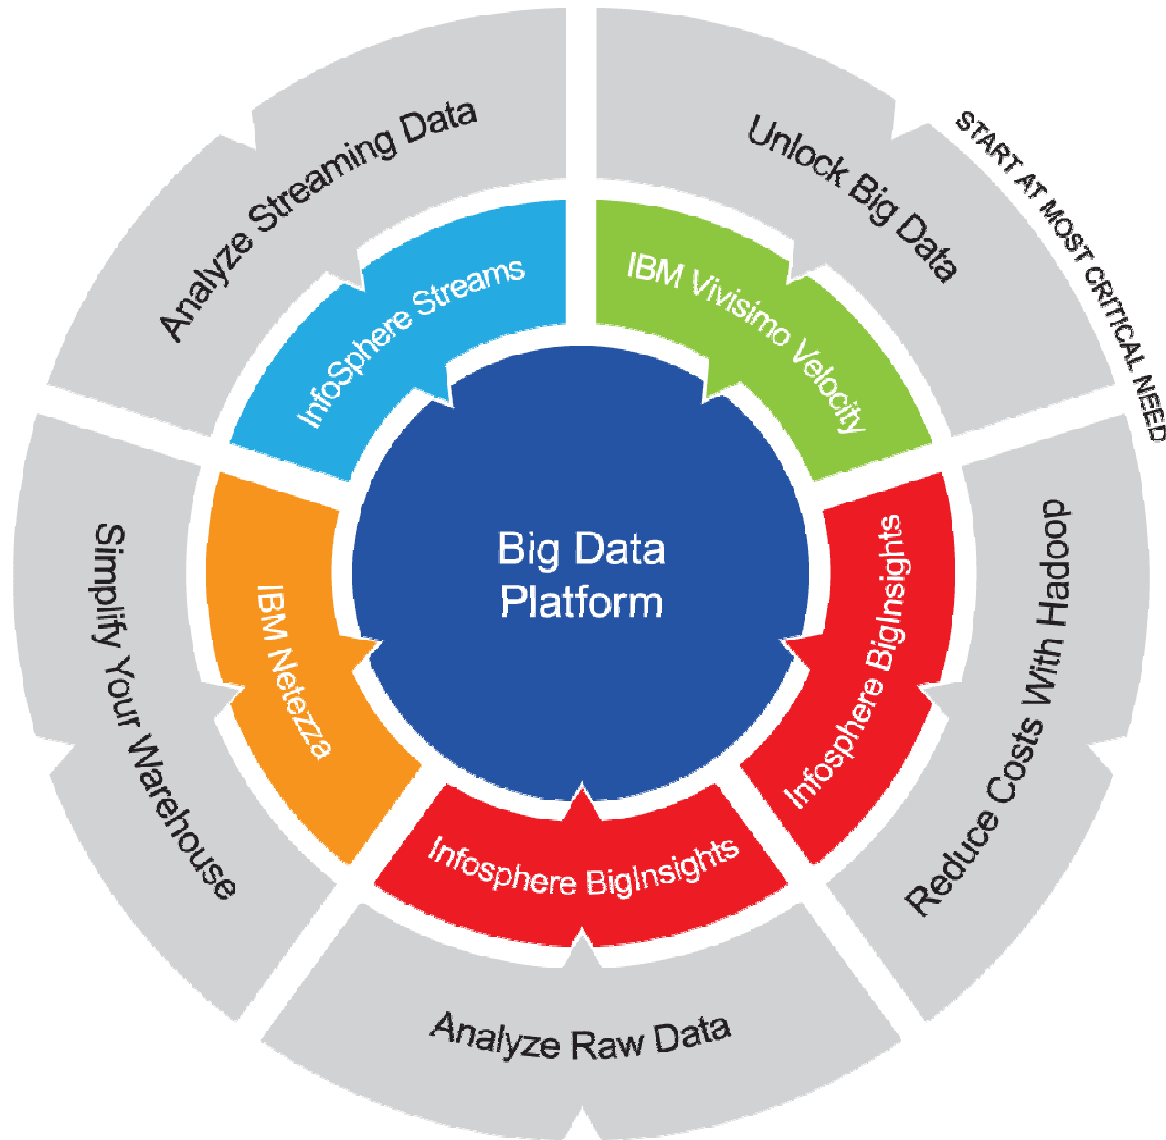 START AT MOST CRITICAL NEED
Unlock Big Data
IBM Vivisimo Velocity
Reduce Costs With Hadoop
Infosphere BigInsights
Analyze Raw Data
Infosphere BigInsights
Simplify Your Warehouse
IBM Netezza
Analyze Streaming Data
InfoSphere Streams
Big Data
Platform